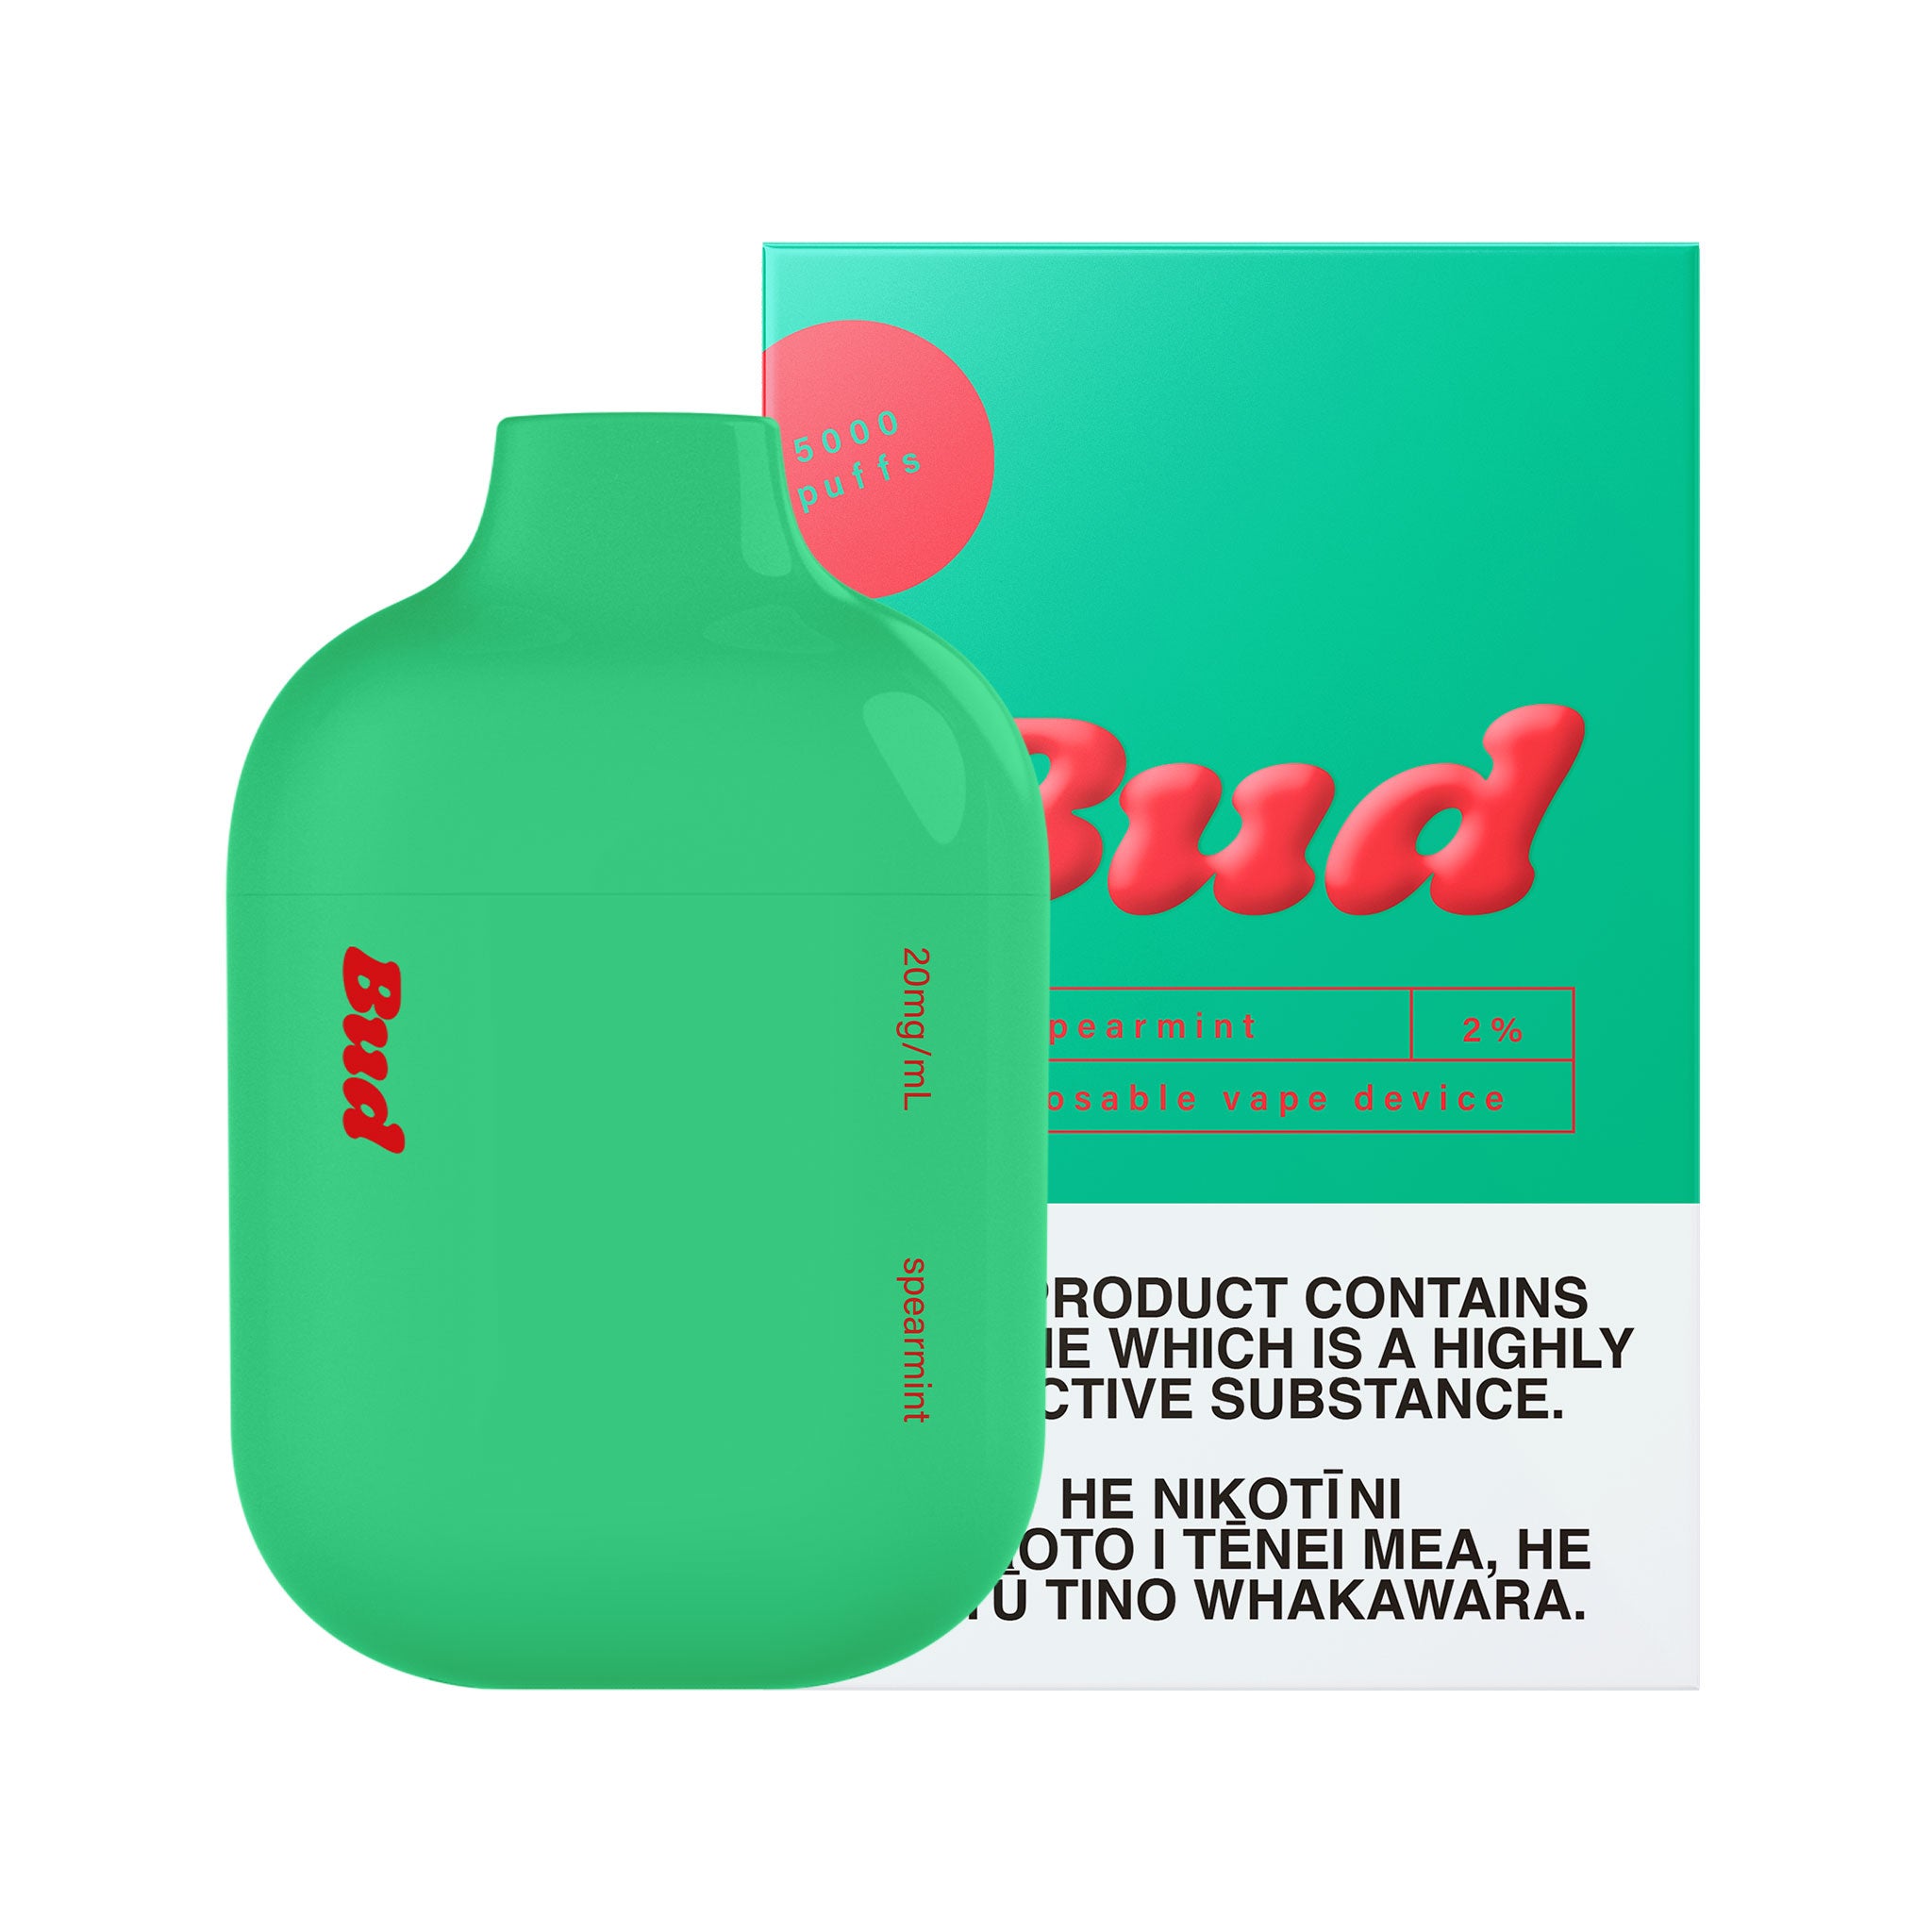 5000
puffs
Bud
pearmint
2%
osable vape device
PRODUCT CONTAINS
WHICH IS A HIGHLY
CTIVE SUBSTANCE.
HE NIKOTĪNI
OTO I TĒNEI MEA, HE
TINO WHAKAWARA.
Bud
20mg/mL
spearmint